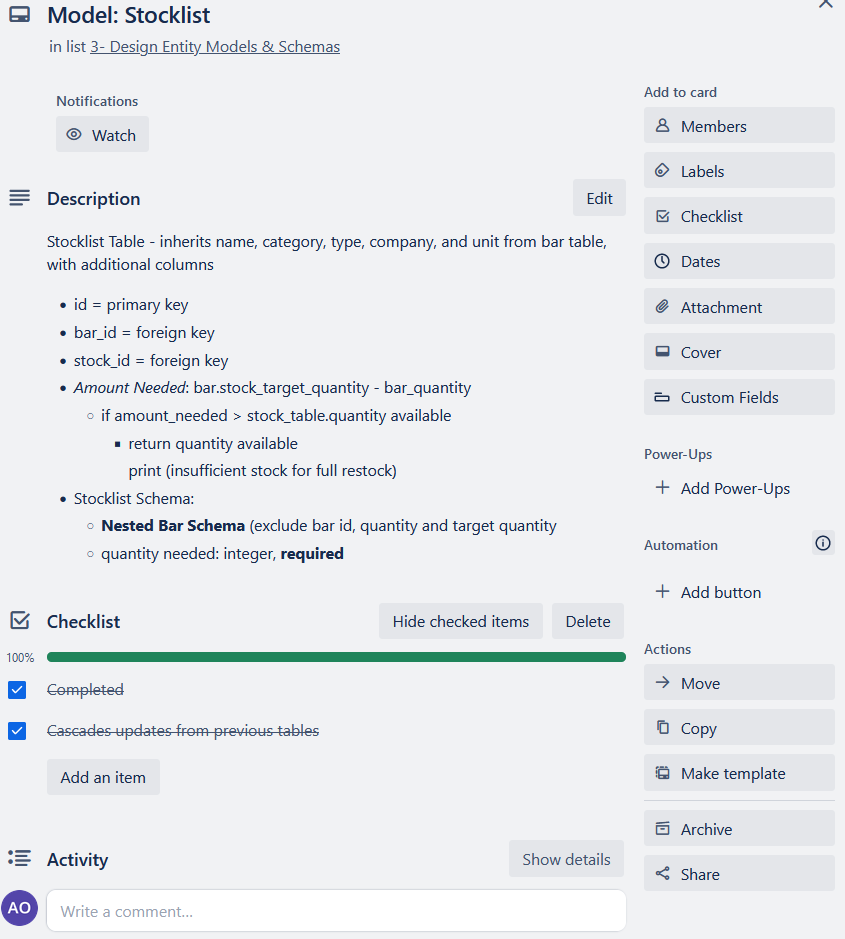 Model: Stocklist
in list 3- Design Entity Models & Schemas
Notifications
Watch
Description
Edit
Stocklist Table - inherits name, category, type, company, and unit from bar table,
with additional columns
• id = primary key
• bar_id = foreign key
• stock_id = foreign key
• Amount Needed: bar.stock_target_quantity - bar_quantity
◦ if amount_needed > stock_table.quantity available
▪ return quantity available
print (insufficient stock for full restock)
• Stocklist Schema:
◦ Nested Bar Schema (exclude bar id, quantity and target quantity
◦ quantity needed: integer, required
Checklist
Hide checked items
Delete
100%
Completed
Cascades updates from previous tables
Add an item
Activity
Show details
AO
Write a comment...
Add to card
Members
Labels
Checklist
Dates
Attachment
Cover
Custom Fields
Power-Ups
Add Power-Ups
Automation
Add button
Actions
Move
Copy
Make template
Archive
Share